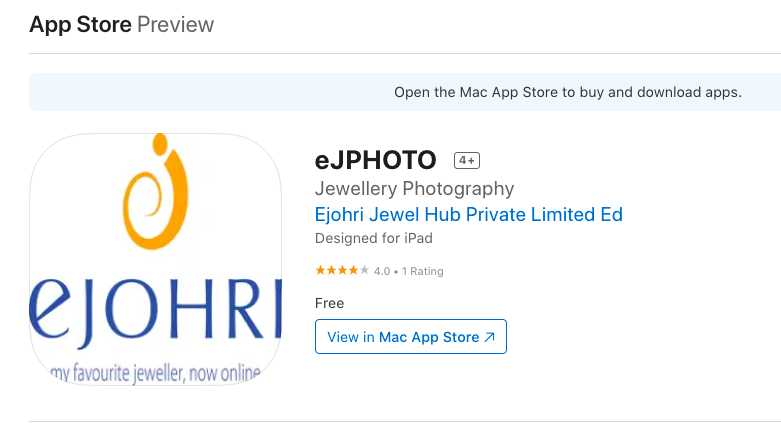 App Store Preview
Open the Mac App Store to buy and download apps.
eJPHOTO 4+
Jewellery Photography
Ejohri Jewel Hub Private Limited Ed
Designed for iPad
4.0 • 1 Rating
Free
View in Mac App Store ↗
eJOHRI
my favourite jeweller, now online